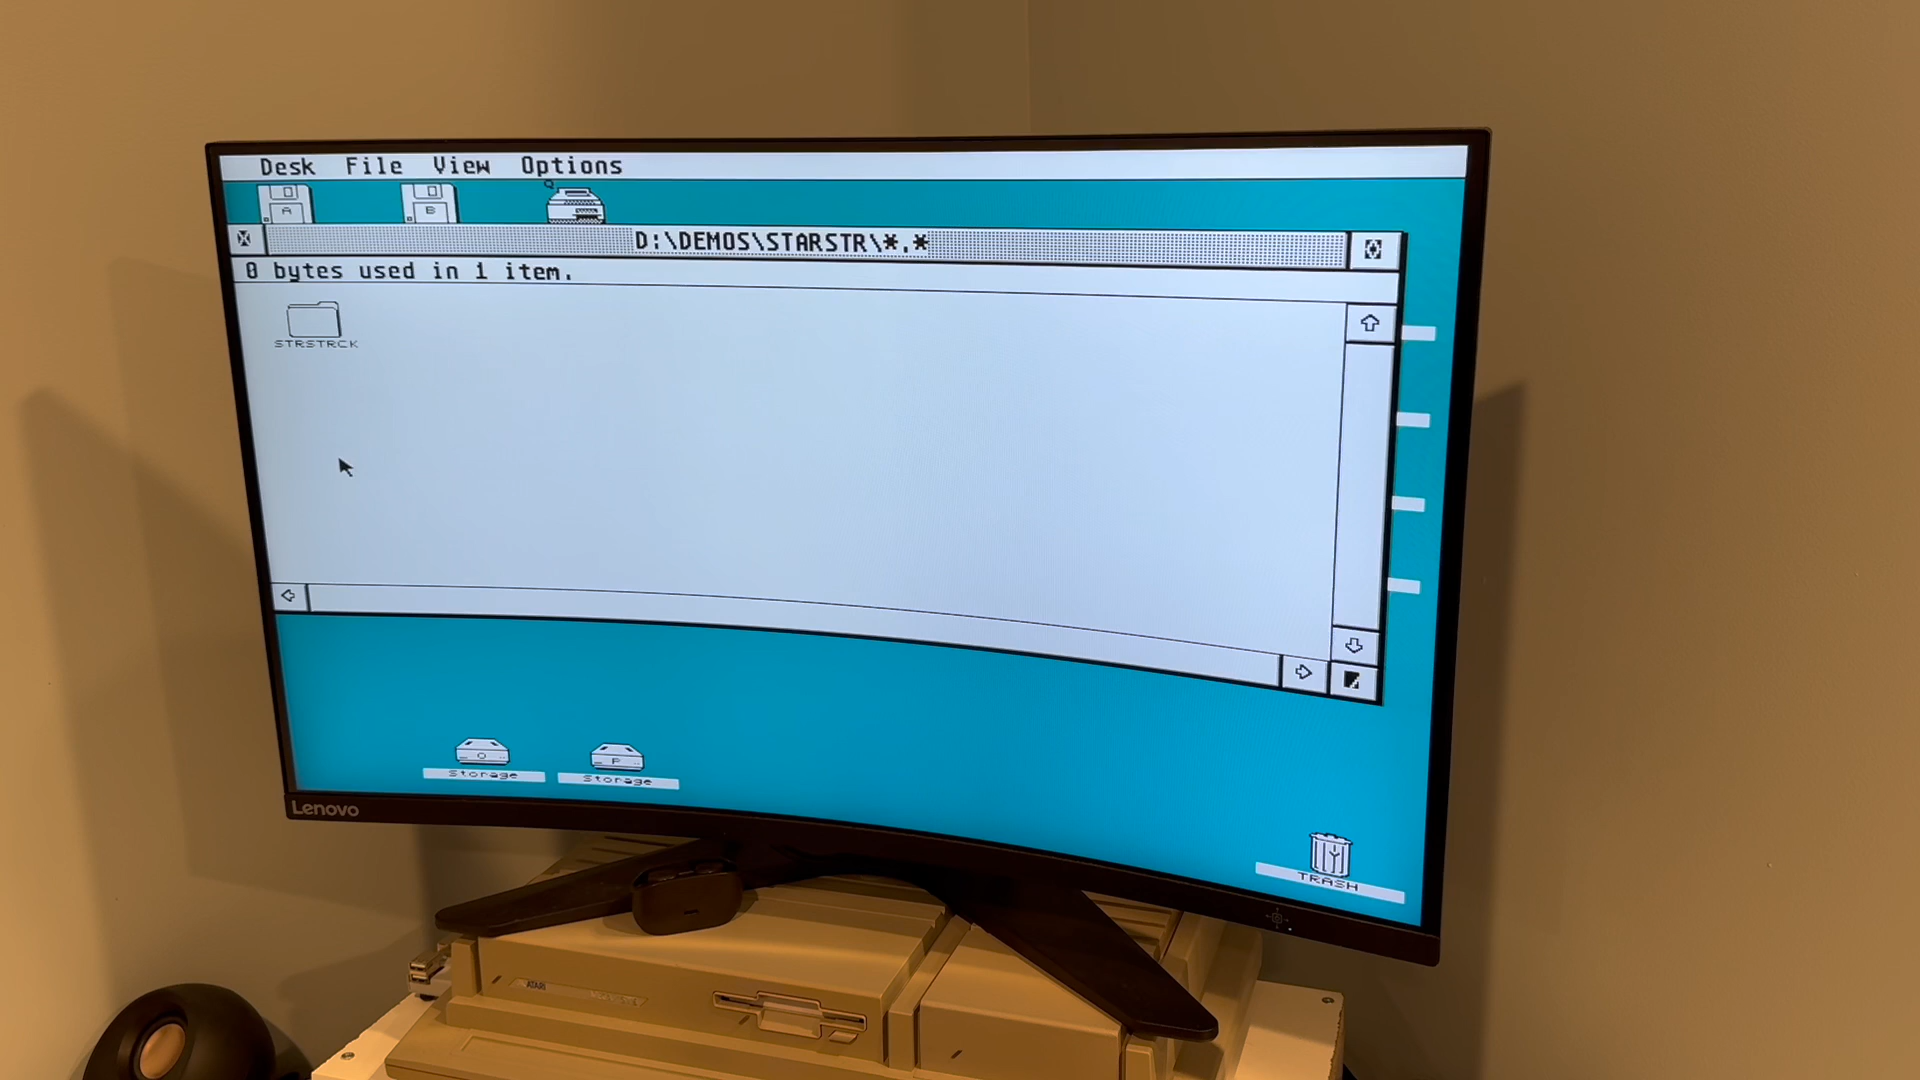 Desk File View Options
A B
D:\DEMOS\STARSTR\*.*
0 bytes used in 1 item.
STRSTRCK
O P
Storage Storage
TRASH
Lenovo
ATARI